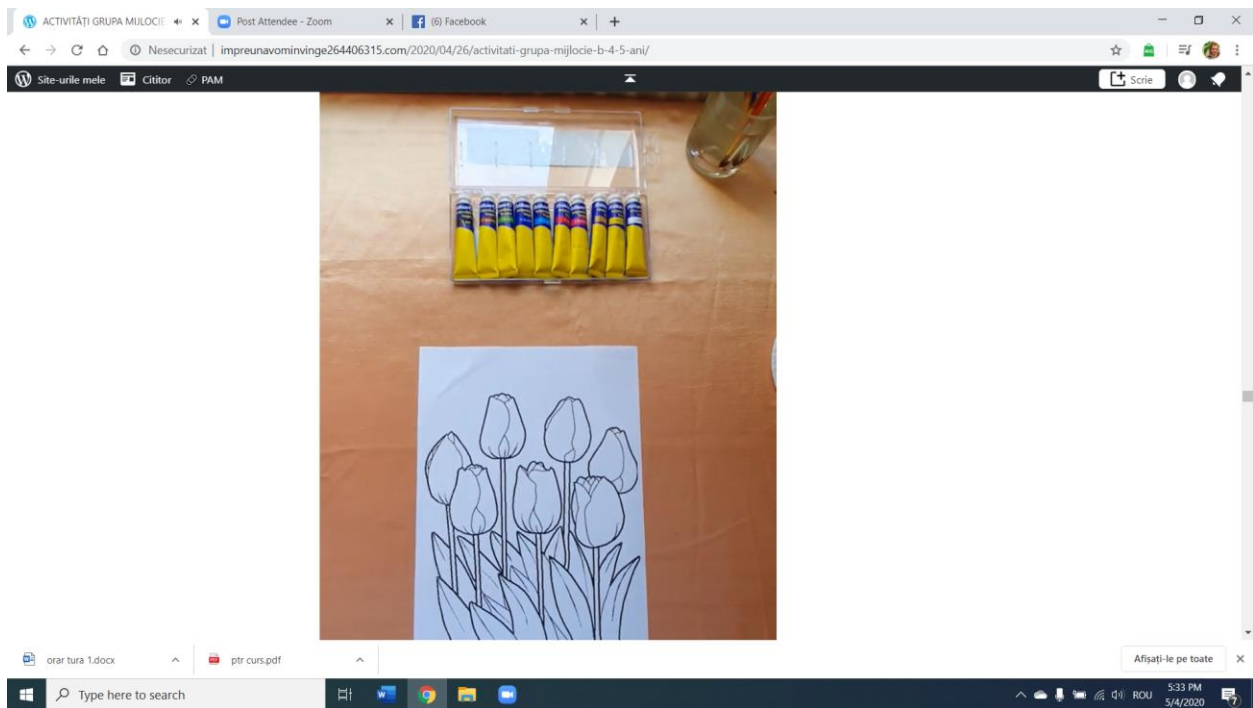 ACTIVITĂȚI GRUPA MIJLOCIE
Post Attendee - Zoom
(6) Facebook
Nesecurizat | impreunavominvinge264406315.com/2020/04/26/activitati-grupa-mijlocie-b-4-5-ani/
Site-urile mele Cititor PAM Scrie
orar tura 1.docx ptr curs.pdf Afișați-le pe toate
Type here to search ROU 5:33 PM
5/4/2020